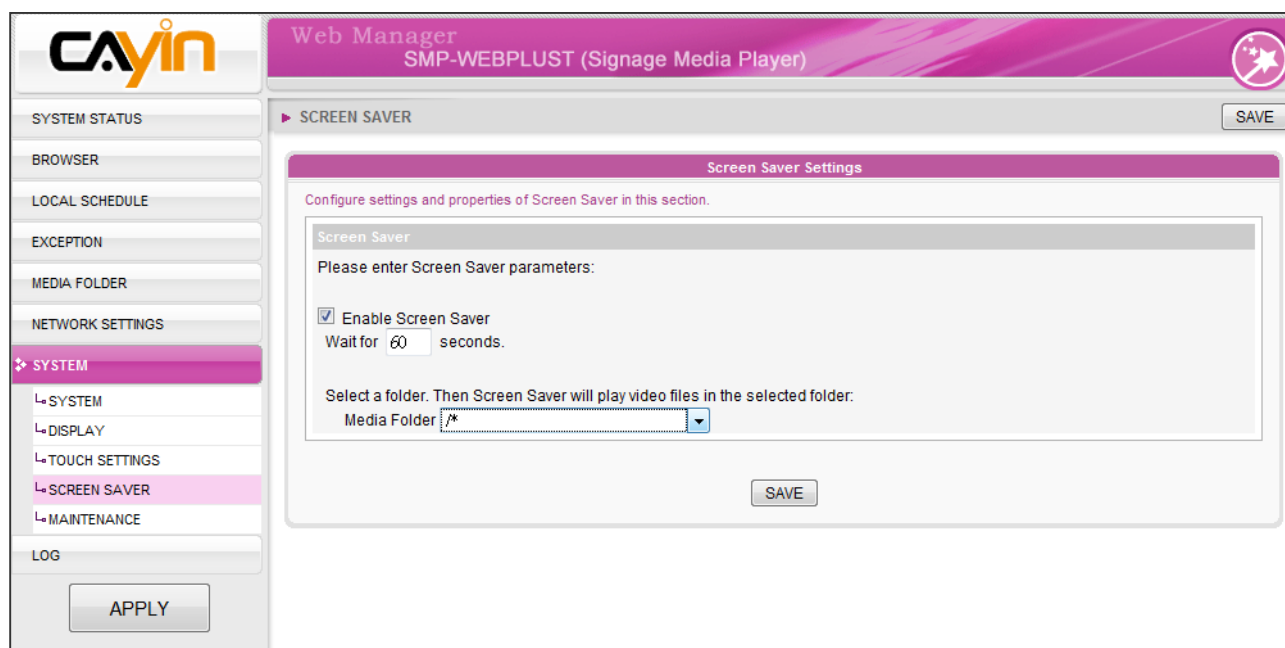 CAYIN
Web Manager
SMP-WEBPLUST (Signage Media Player)
SYSTEM STATUS
BROWSER
LOCAL SCHEDULE
EXCEPTION
MEDIA FOLDER
NETWORK SETTINGS
SYSTEM
SYSTEM
DISPLAY
TOUCH SETTINGS
SCREEN SAVER
MAINTENANCE
LOG
APPLY
SCREEN SAVER
SAVE
Screen Saver Settings
Configure settings and properties of Screen Saver in this section.
Screen Saver
Please enter Screen Saver parameters:
Enable Screen Saver
Wait for 60 seconds.
Select a folder. Then Screen Saver will play video files in the selected folder:
Media Folder /*
SAVE